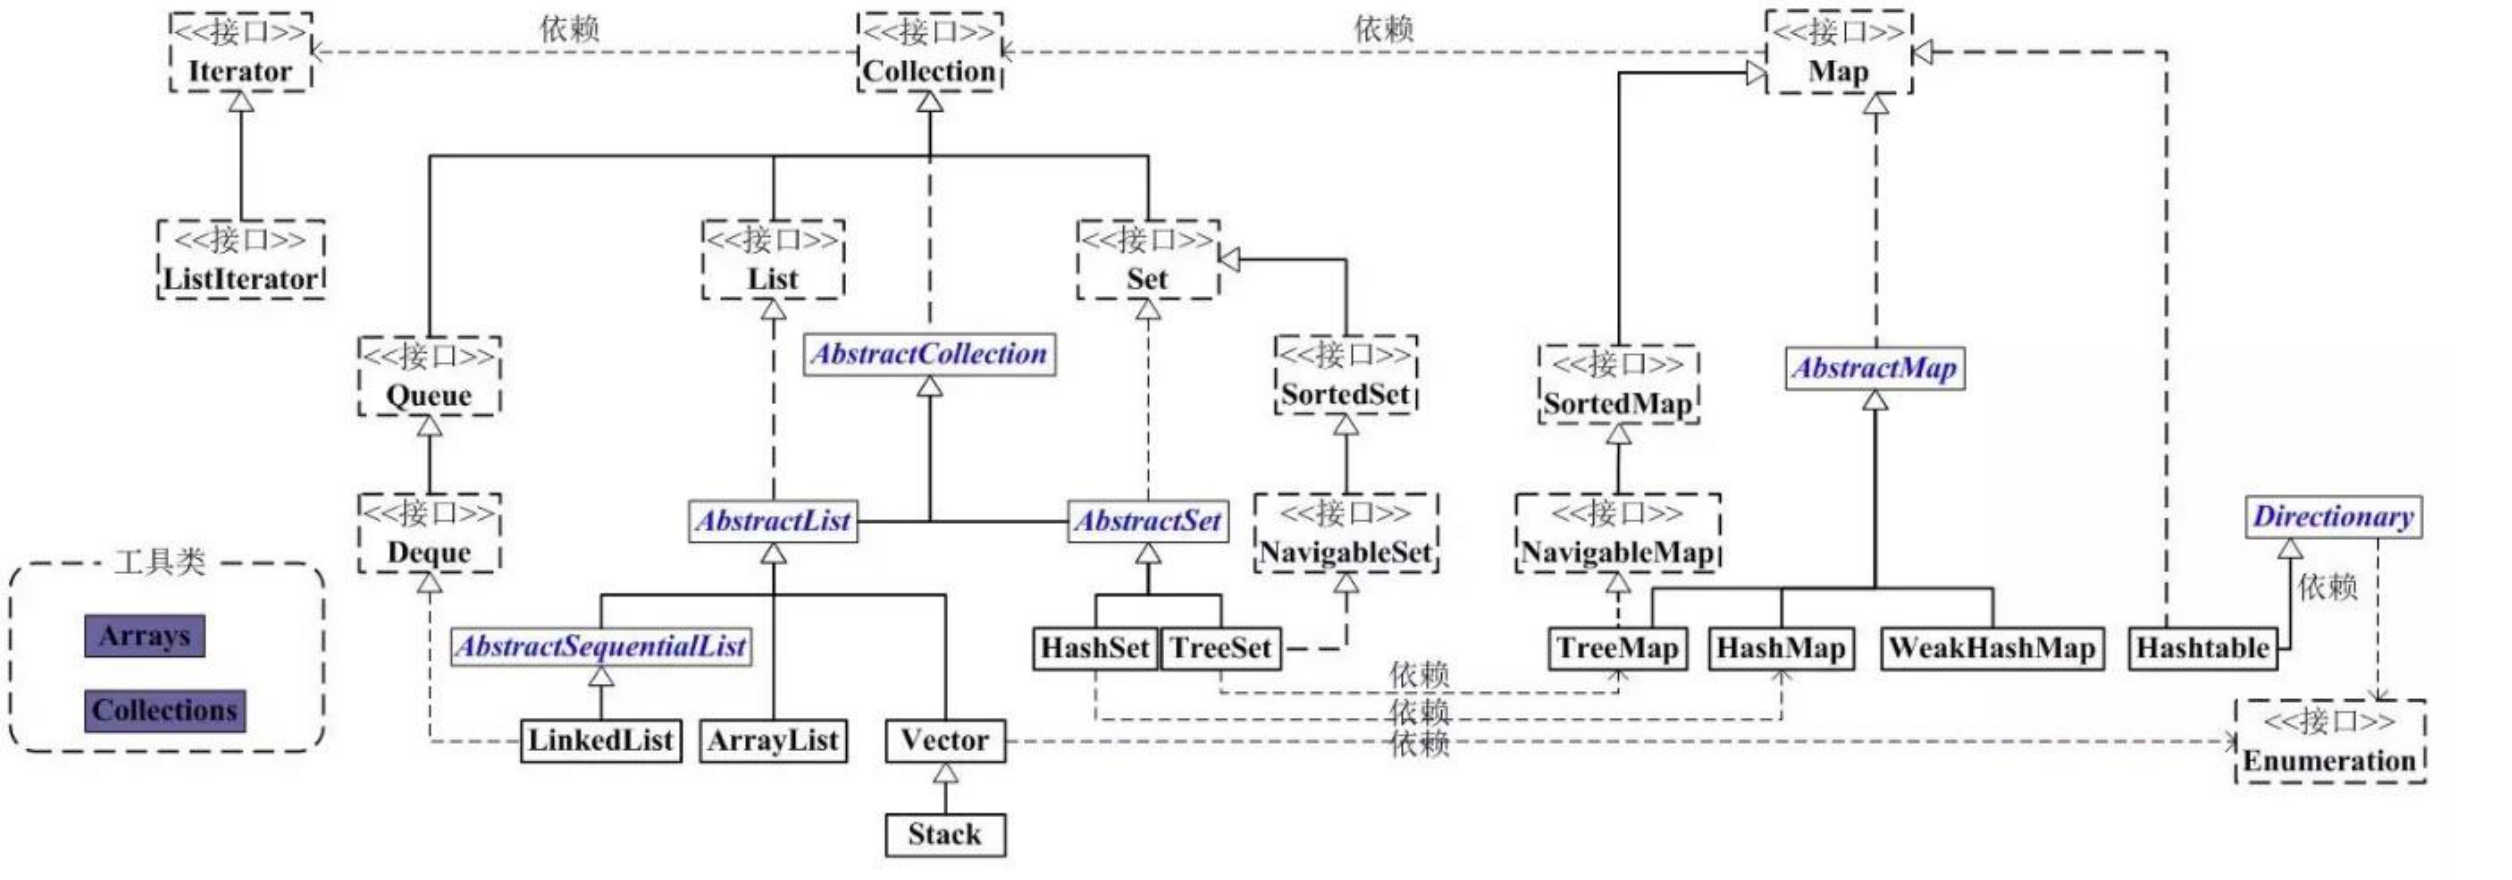 <<接口>>
Iterator
依赖
<<接口>>
Collection
依赖
<<接口>>
Map
<<接口>>
ListIterator
<<接口>>
List
<<接口>>
Set
<<接口>>
Queue
AbstractCollection
<<接口>>
SortedSet
<<接口>>
SortedMap
AbstractMap
<<接口>>
Deque
AbstractList
AbstractSet
<<接口>>
NavigableSet
<<接口>>
NavigableMap
Directionary
依赖
工具类
Arrays
Collections
AbstractSequentialList
HashSet
TreeSet
TreeMap
HashMap
WeakHashMap
Hashtable
依赖
依赖
依赖
LinkedList
ArrayList
Vector
<<接口>>
Enumeration
Stack